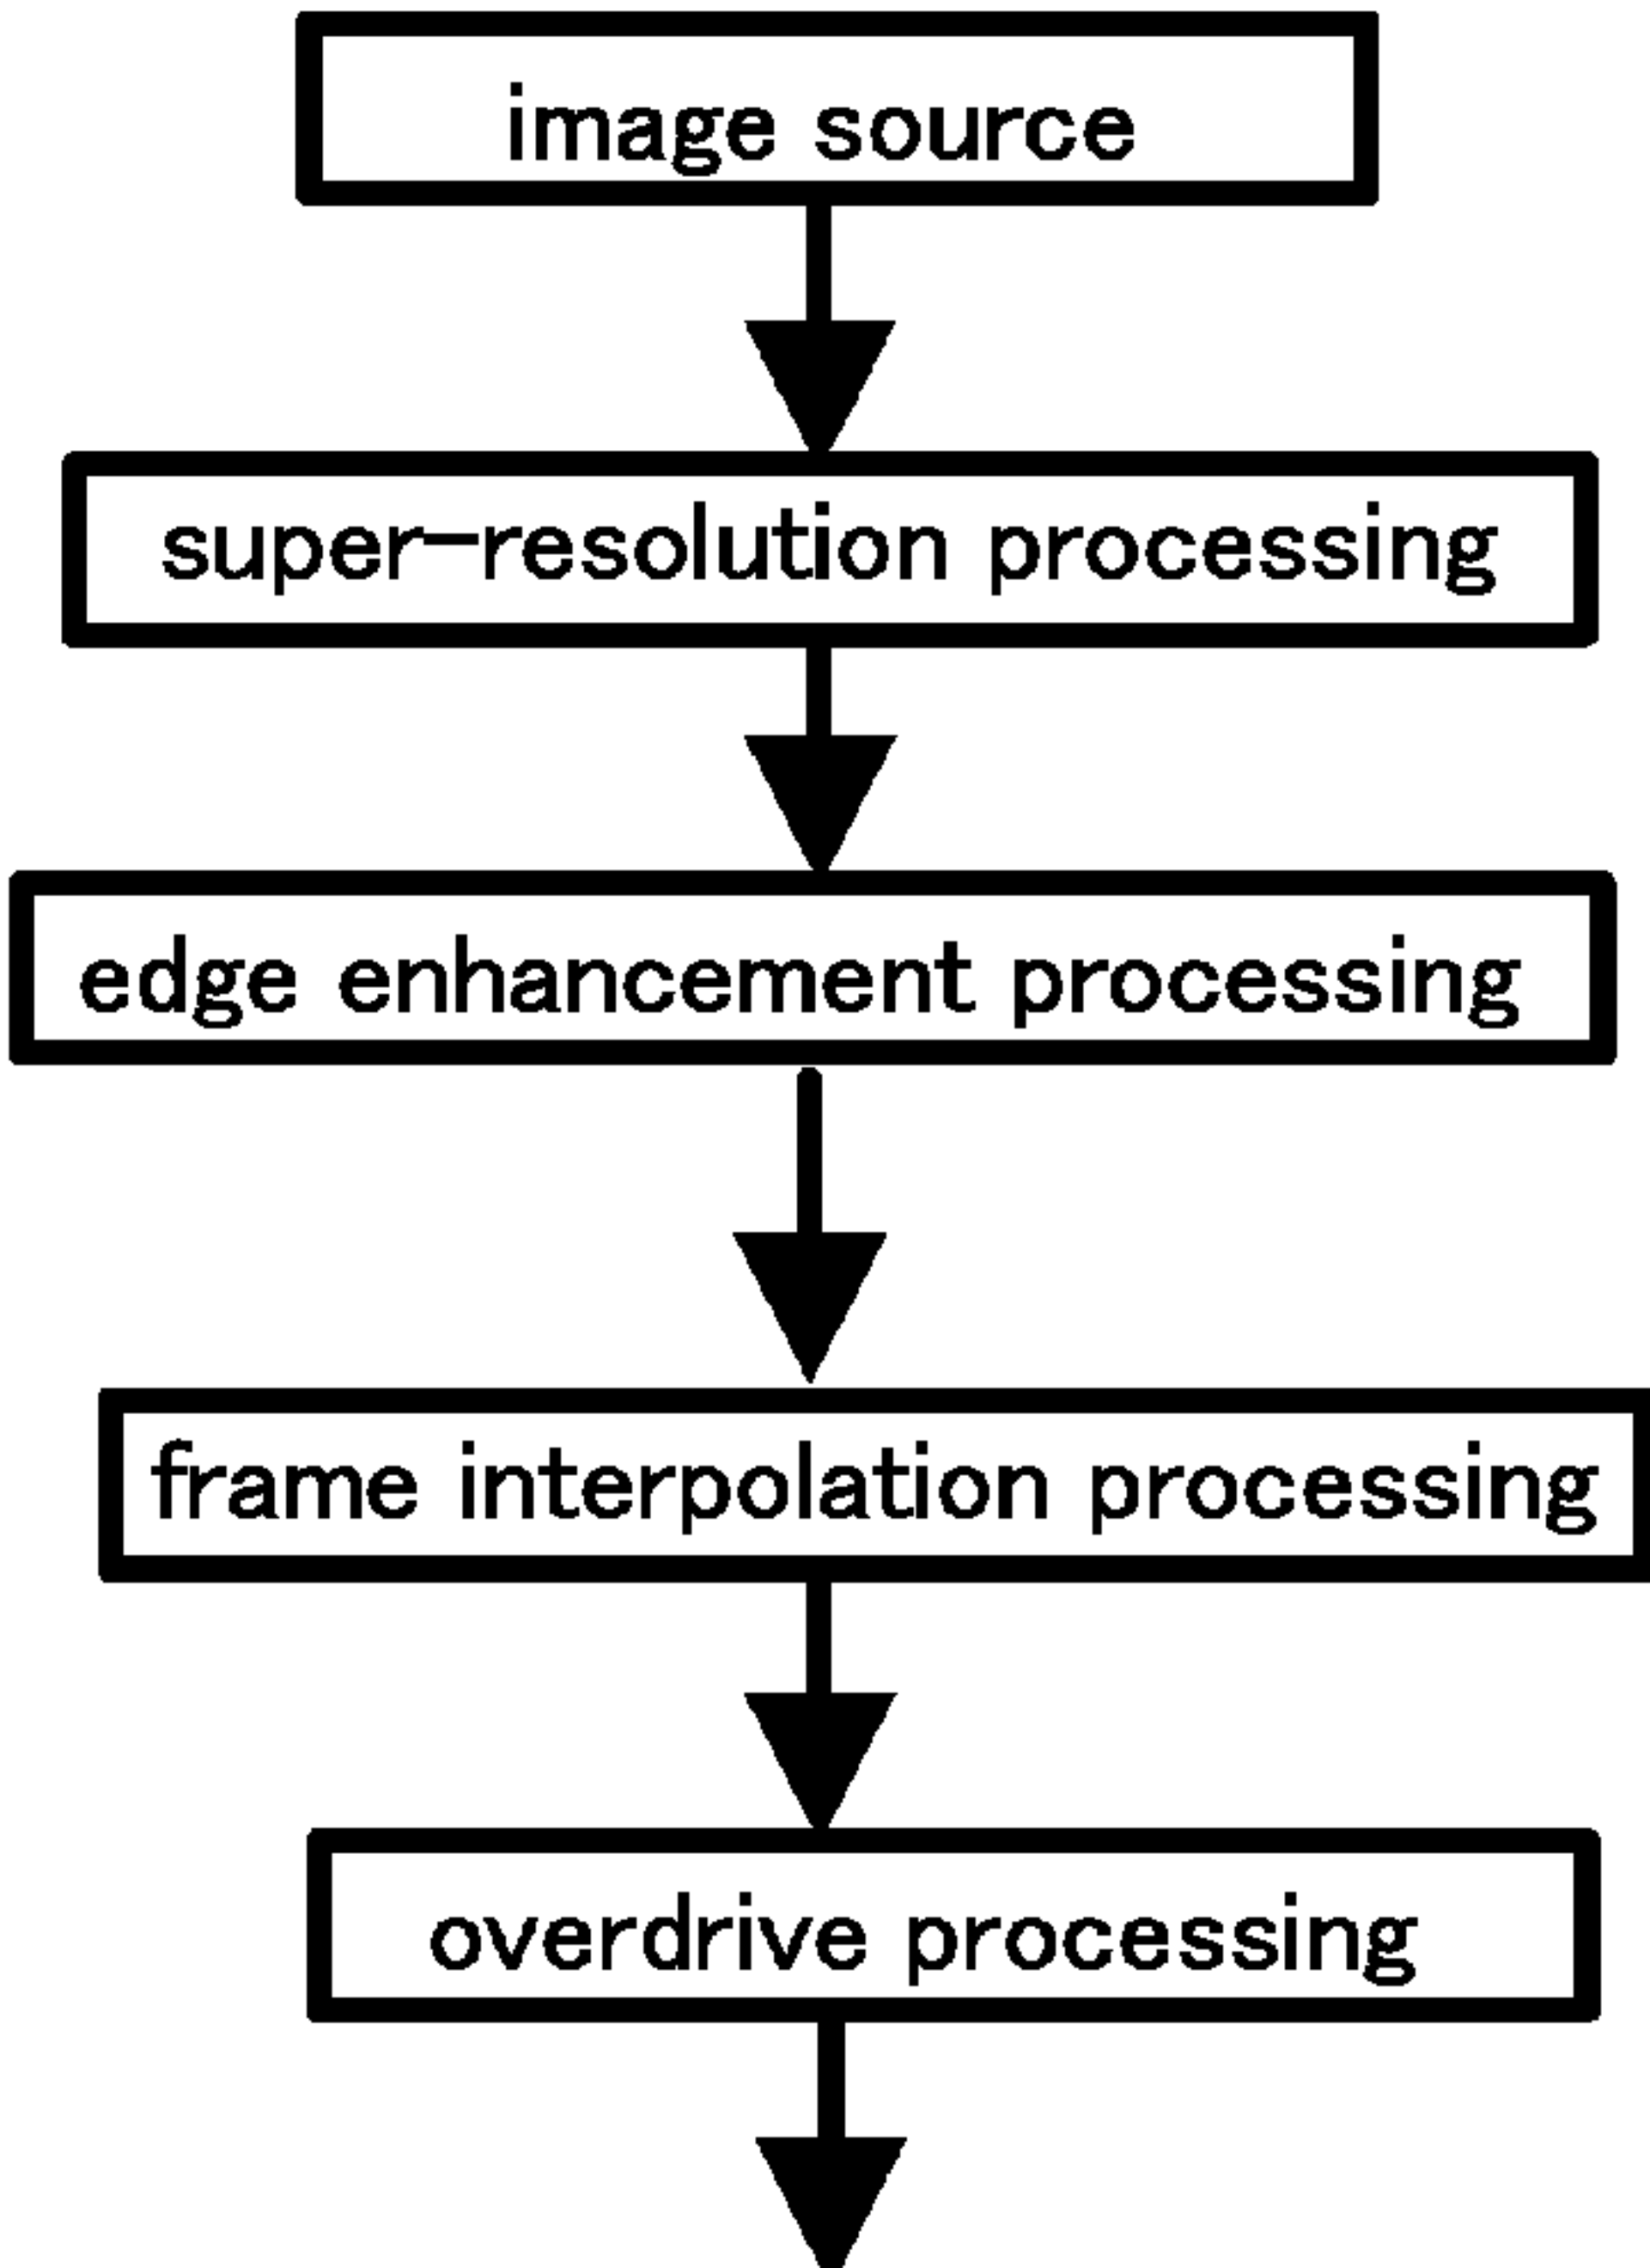 image source
super-resolution processing
edge enhancement processing
frame interpolation processing
overdrive processing